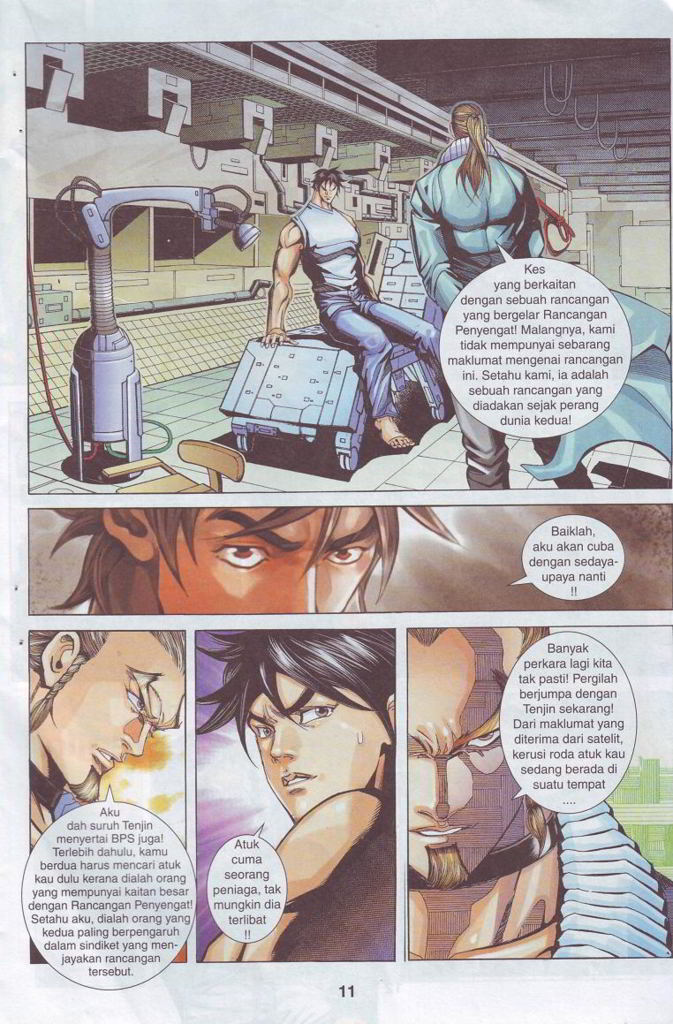 Kes
yang berkaitan
dengan sebuah rancangan
yang bergelar Rancangan
Penyengat! Malangnya, kami
tidak mempunyai sebarang
maklumat mengenai rancangan
ini. Setahu kami, ia adalah
sebuah rancangan yang
diadakan sejak perang
dunia kedua!
Baiklah,
aku akan cuba
dengan sedaya-
upaya nanti
!!
Aku
dah suruh Tenjin
menyertai BPS juga!
Terlebih dahulu, kamu
berdua harus mencari atuk
kau dulu kerana dialah orang
yang mempunyai kaitan besar
dengan Rancangan Penyengat!
Setahu aku, dialah orang yang
kedua paling berpengaruh
dalam sindiket yang men-
jayakan rancangan
tersebut.
Atuk
cuma
seorang
peniaga, tak
mungkin dia
terlibat
!!
Banyak
perkara lagi kita
tak pasti! Pergilah
berjumpa dengan
Tenjin sekarang!
Dari maklumat yang
diterima dari satelit,
kerusi roda atuk kau
sedang berada di
suatu tempat
....
11